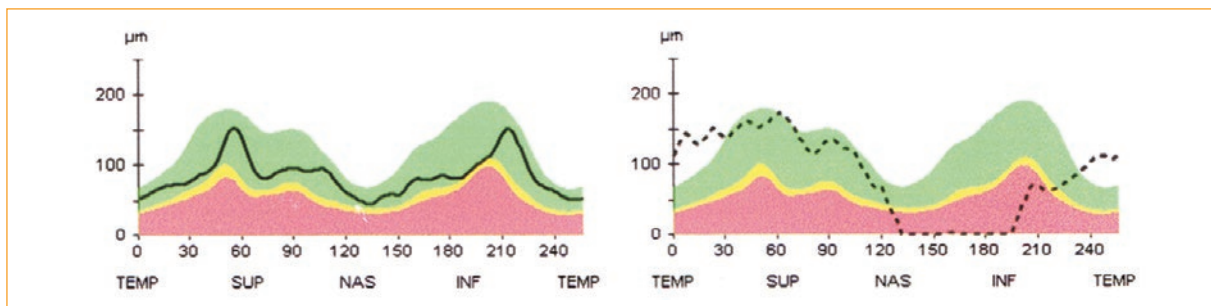 µm µm
200 200
100 100
0 0
0 30 60 90 120 150 180 210 240 0 30 60 90 120 150 180 210 240
TEMP SUP NAS INF TEMP TEMP SUP NAS INF TEMP